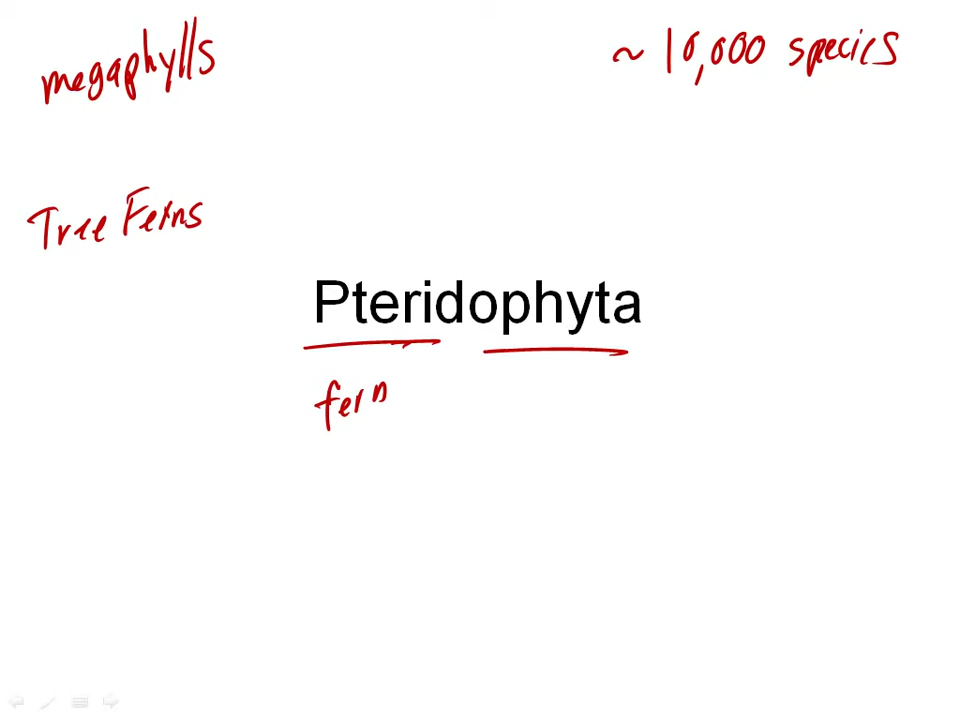 megaphylls
~ 10,000 species
Tree Ferns
Pteridophyta
fern